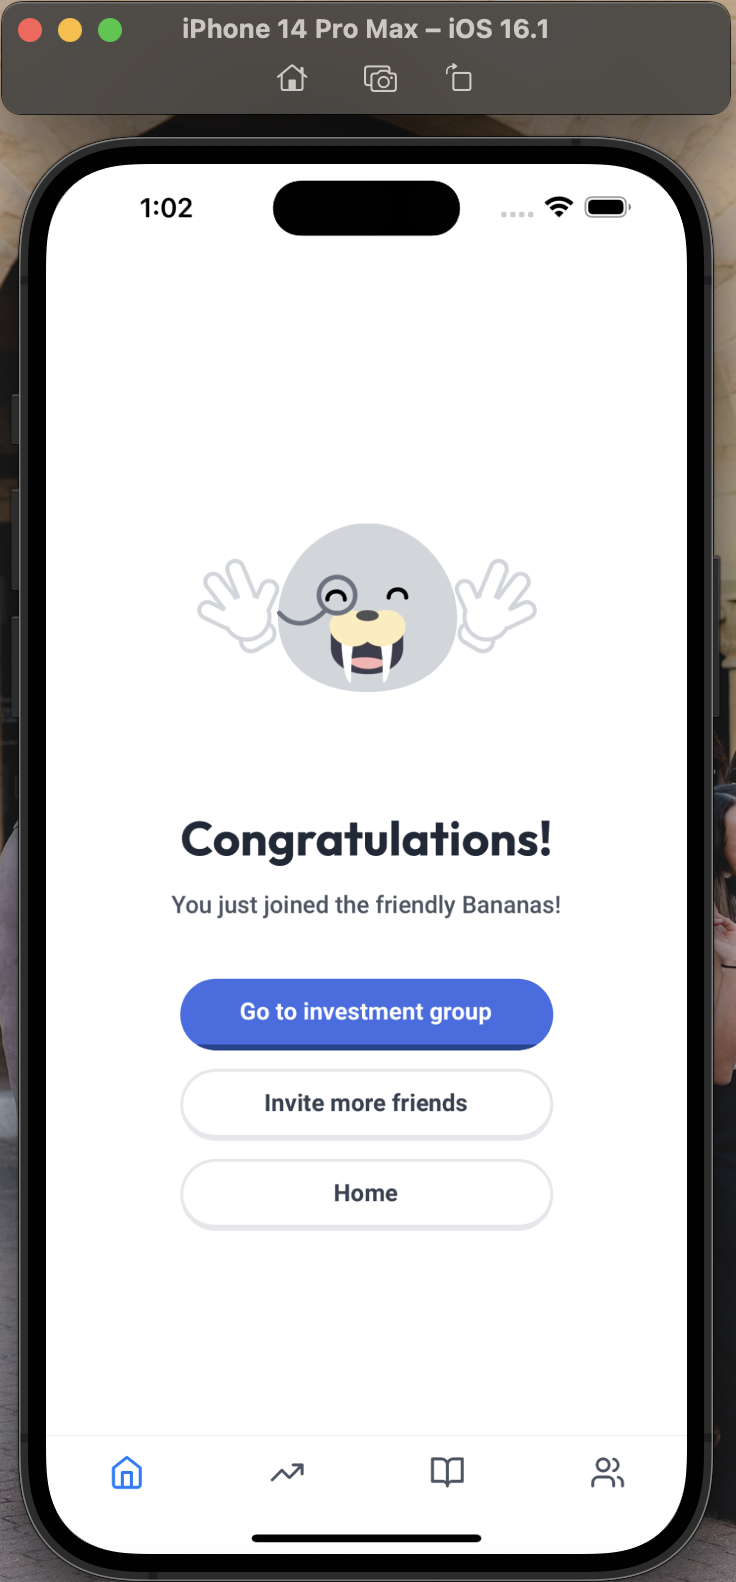 iPhone 14 Pro Max – iOS 16.1
1:02
Congratulations!
You just joined the friendly Bananas!
Go to investment group
Invite more friends
Home